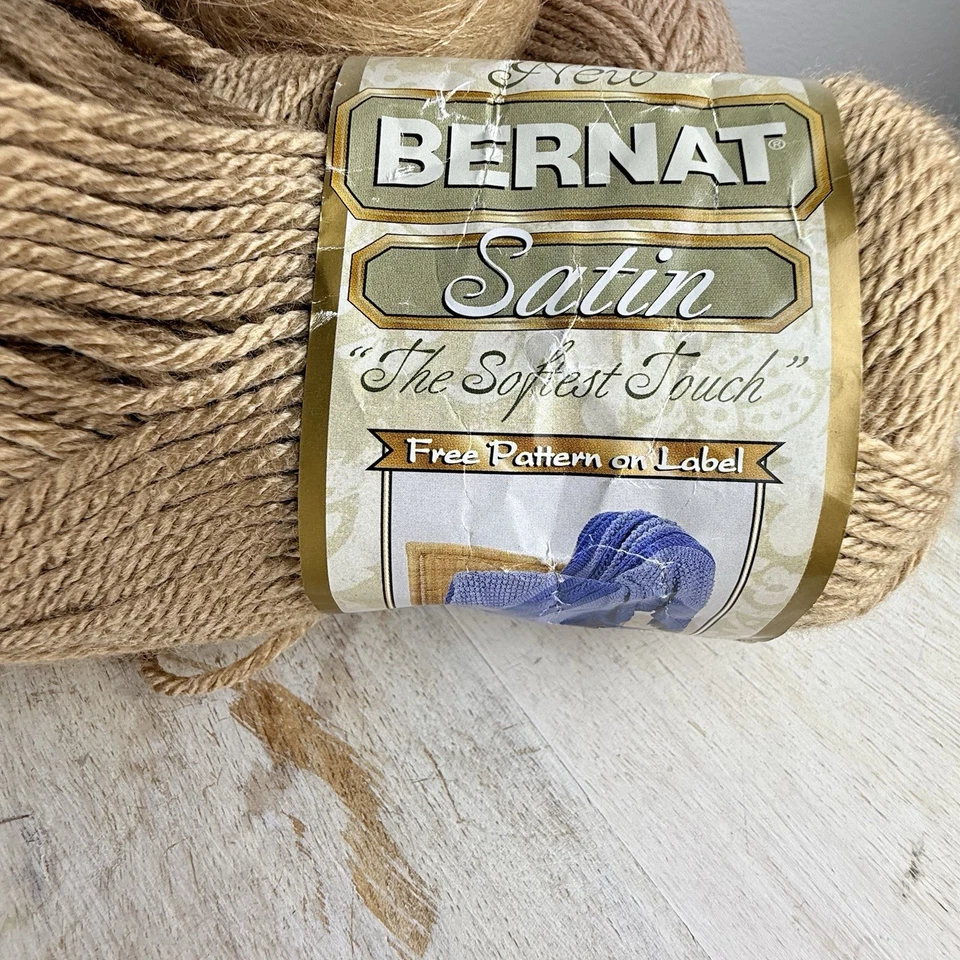 New
BERNAT®
Satin
"The Softest Touch"
Free Pattern on Label